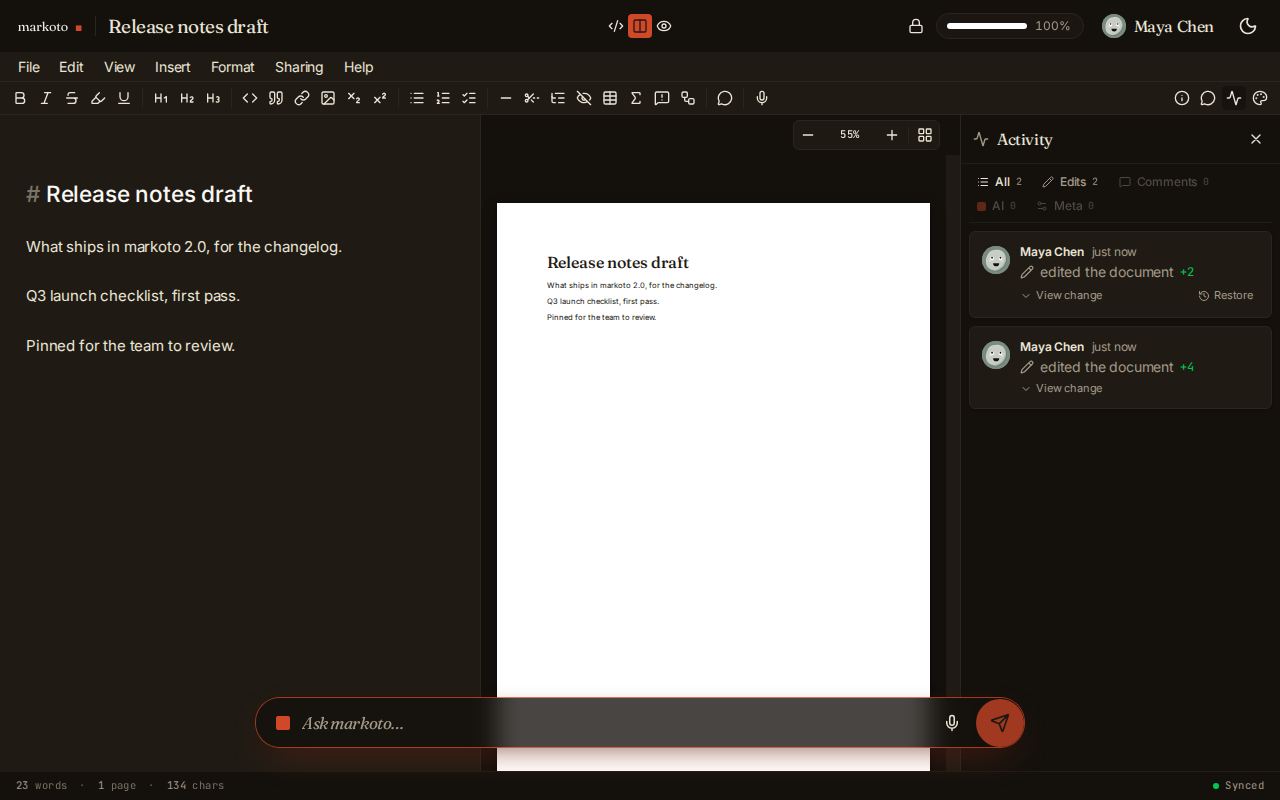 markoto
Release notes draft
100%
Maya Chen
File Edit View Insert Format Sharing Help
H1 H2 H3
X2 X2
55%
Activity
All 2 Edits 2 Comments 0
AI 0 Meta 0
# Release notes draft
What ships in markoto 2.0, for the changelog.
Q3 launch checklist, first pass.
Pinned for the team to review.
Release notes draft
What ships in markoto 2.0, for the changelog.
Q3 launch checklist, first pass.
Pinned for the team to review.
Maya Chen just now
edited the document +2
View change Restore
Maya Chen just now
edited the document +4
View change
Ask markoto...
23 words · 1 page · 134 chars
Synced